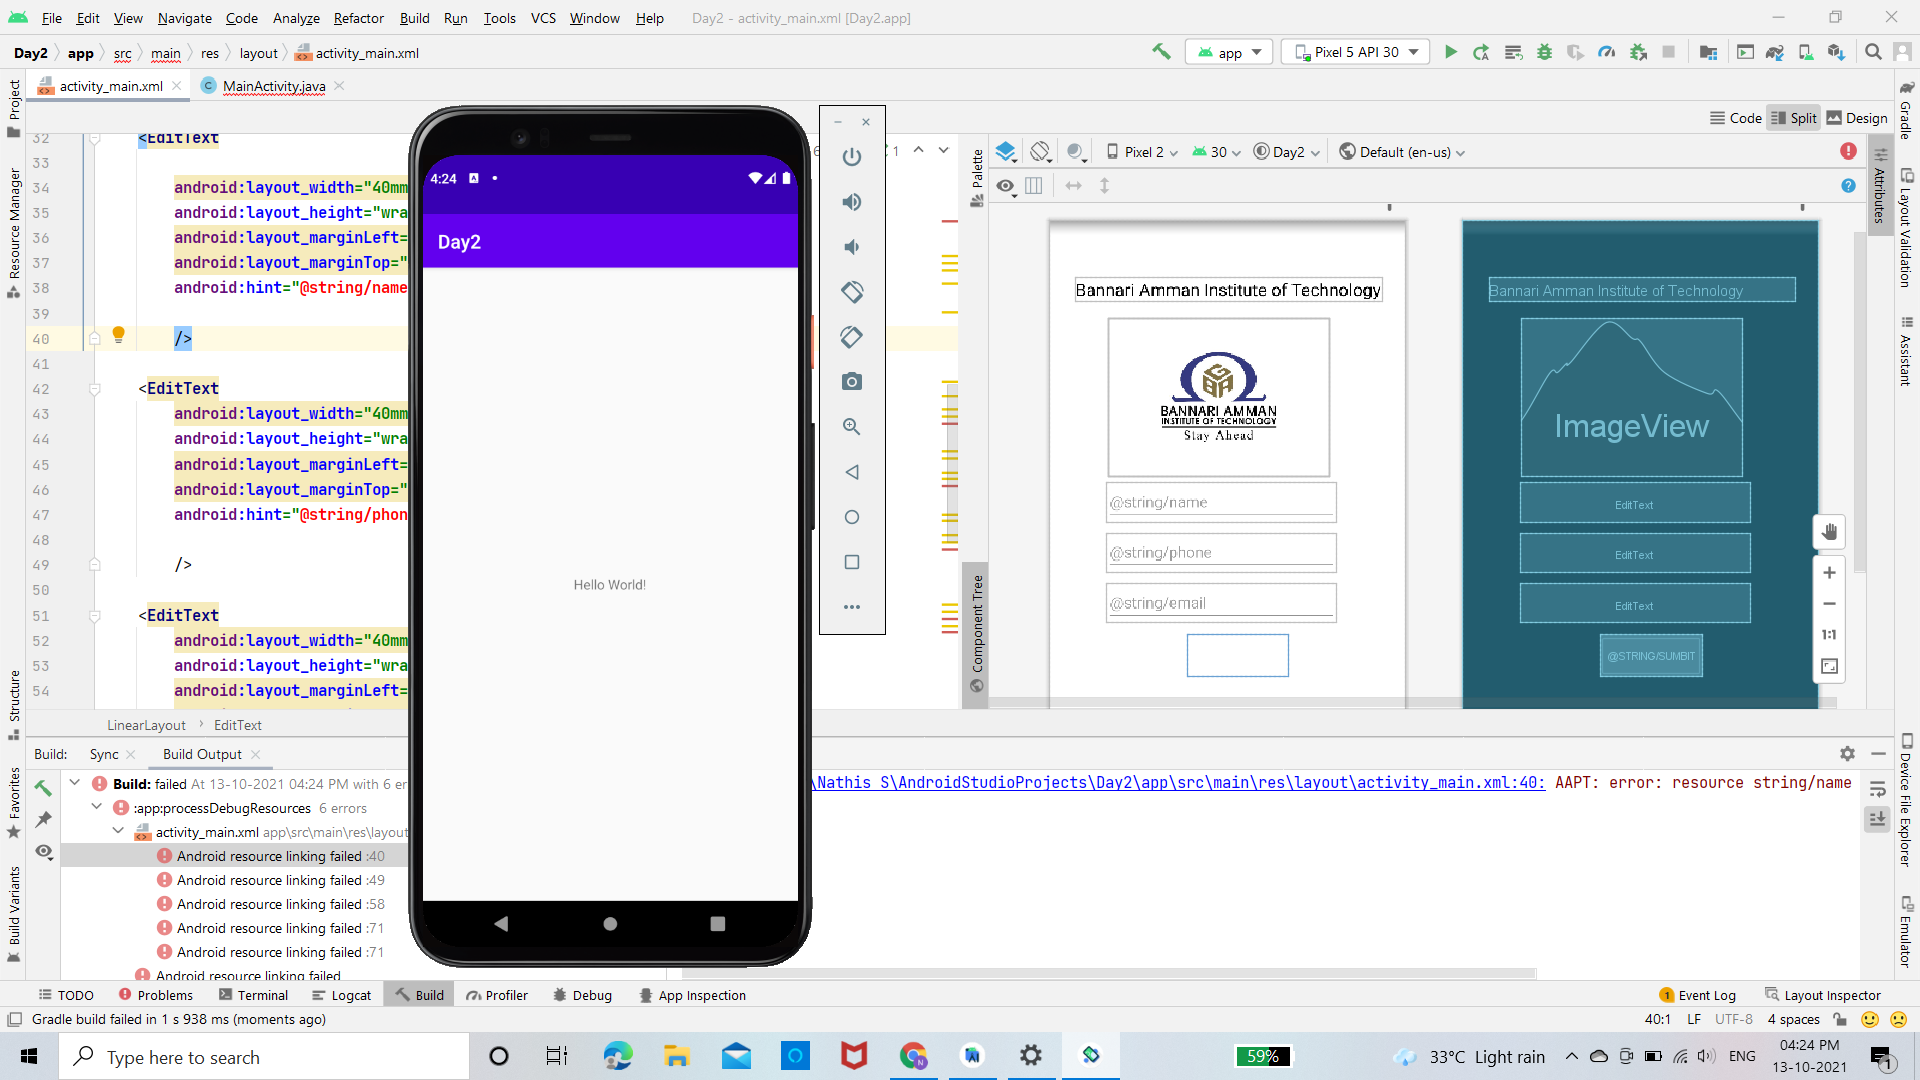 File Edit View Navigate Code Analyze Refactor Build Run Tools VCS Window Help Day2 - activity_main.xml [Day2.app]
Day2 app src main res layout activity_main.xml
app Pixel 5 API 30
activity_main.xml MainActivity.java
Code Split Design
Project
Resource Manager
Structure
Favorites
Build Variants
32 <EditText
33
34 android:layout_width="40mm
35 android:layout_height="wra
36 android:layout_marginLeft=
37 android:layout_marginTop="
38 android:hint="@string/name
39
40 />
41
42 <EditText
43 android:layout_width="40mm
44 android:layout_height="wra
45 android:layout_marginLeft=
46 android:layout_marginTop="
47 android:hint="@string/phon
48
49 />
50
51 <EditText
52 android:layout_width="40mm
53 android:layout_height="wra
54 android:layout_marginLeft=
LinearLayout EditText
4:24
Day2
Hello World!
6 1
Palette
Component Tree
Pixel 2 30 Day2 Default (en-us)
Bannari Amman Institute of Technology
BANNARI AMMAN
INSTITUTE OF TECHNOLOGY
Stay Ahead
@string/name
@string/phone
@string/email
Bannari Amman Institute of Technology
ImageView
EditText
EditText
EditText
@STRING/SUMBIT
1:1
Gradle
Attributes
Layout Validation
Assistant
Device File Explorer
Emulator
Build: Sync Build Output
Build: failed At 13-10-2021 04:24 PM with 6 er
:app:processDebugResources 6 errors
activity_main.xml app\src\main\res\layout
Android resource linking failed :40
Android resource linking failed :49
Android resource linking failed :58
Android resource linking failed :71
Android resource linking failed :71
Android resource linking failed
\Nathis S\AndroidStudioProjects\Day2\app\src\main\res\layout\activity_main.xml:40: AAPT: error: resource string/name
TODO Problems Terminal Logcat Build Profiler Debug App Inspection 1 Event Log Layout Inspector
Gradle build failed in 1 s 938 ms (moments ago) 40:1 LF UTF-8 4 spaces
Type here to search 59% 33°C Light rain ENG
04:24 PM
13-10-2021
1